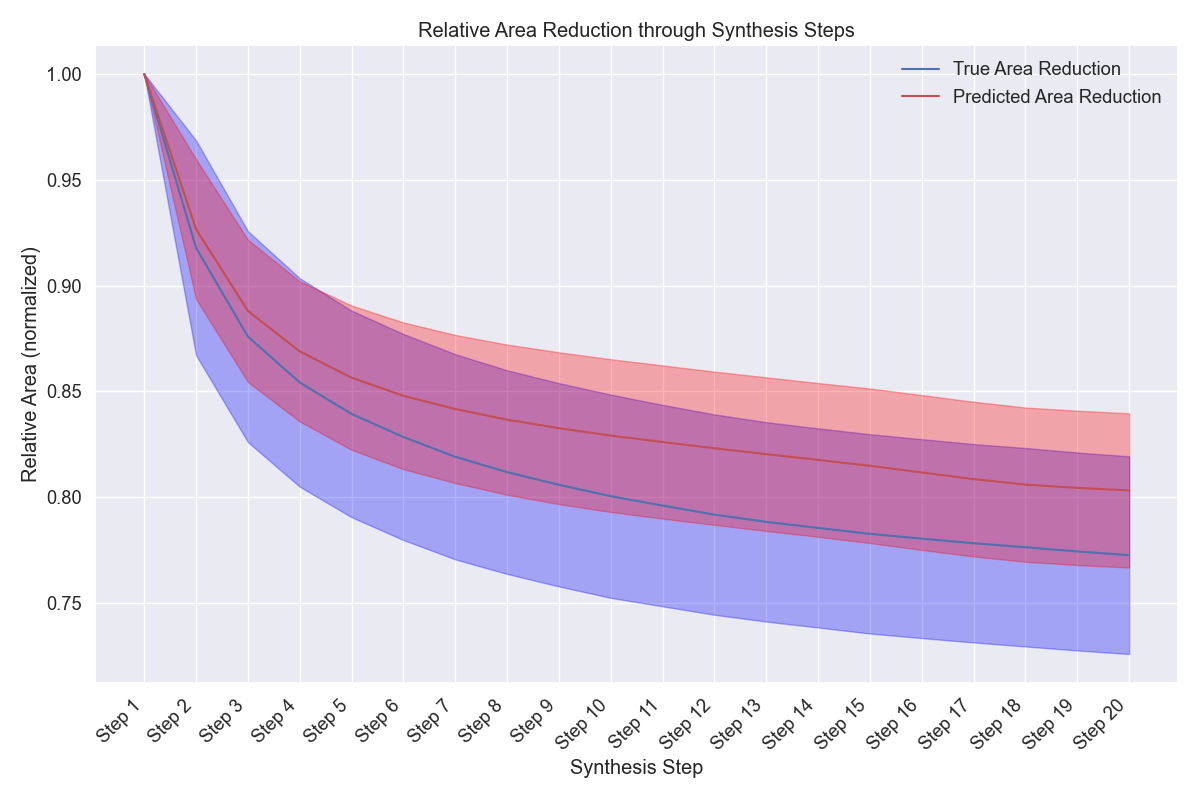 Relative Area Reduction through Synthesis Steps
True Area Reduction
Predicted Area Reduction
Relative Area (normalized)
1.00
0.95
0.90
0.85
0.80
0.75
Step 1
Step 2
Step 3
Step 4
Step 5
Step 6
Step 7
Step 8
Step 9
Step 10
Step 11
Step 12
Step 13
Step 14
Step 15
Step 16
Step 17
Step 18
Step 19
Step 20
Synthesis Step